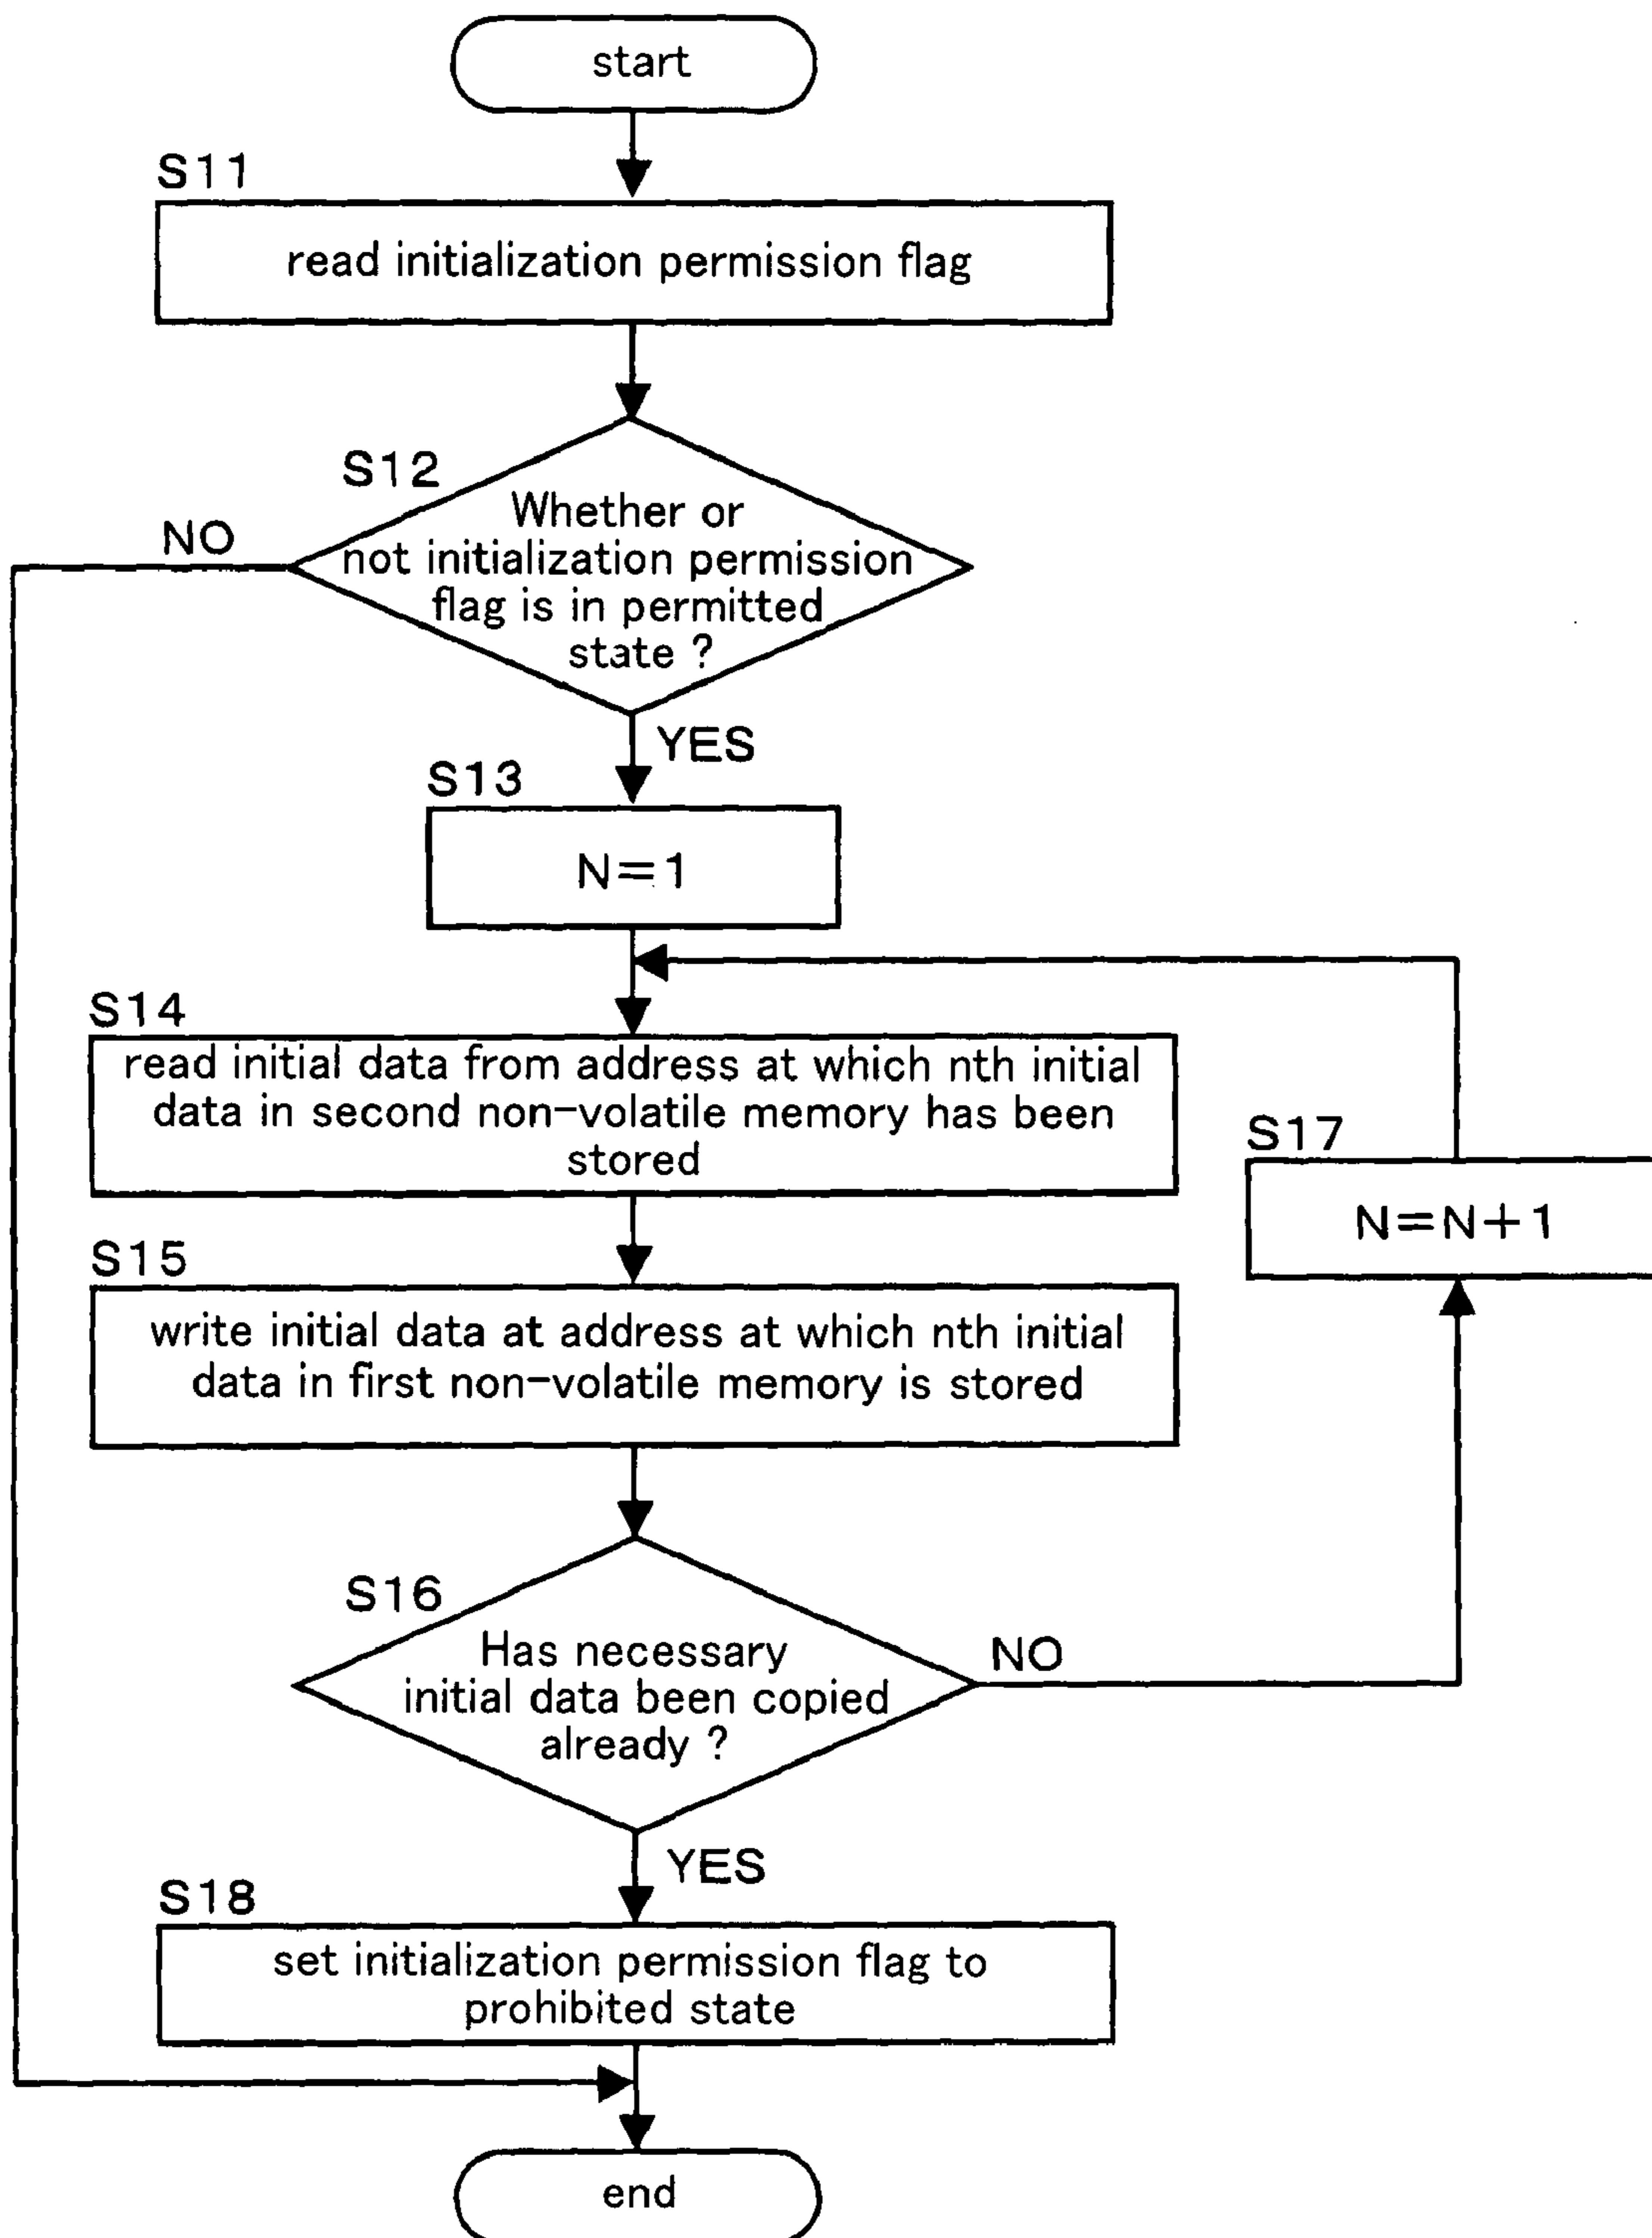 start
S11
read initialization permission flag
S12
NO
Whether or
not initialization permission
flag is in permitted
state ?
YES
S13
N=1
S14
read initial data from address at which nth initial
data in second non-volatile memory has been
stored
S17
N=N+1
S15
write initial data at address at which nth initial
data in first non-volatile memory is stored
S16
Has necessary
initial data been copied
already ?
NO
YES
S18
set initialization permission flag to
prohibited state
end